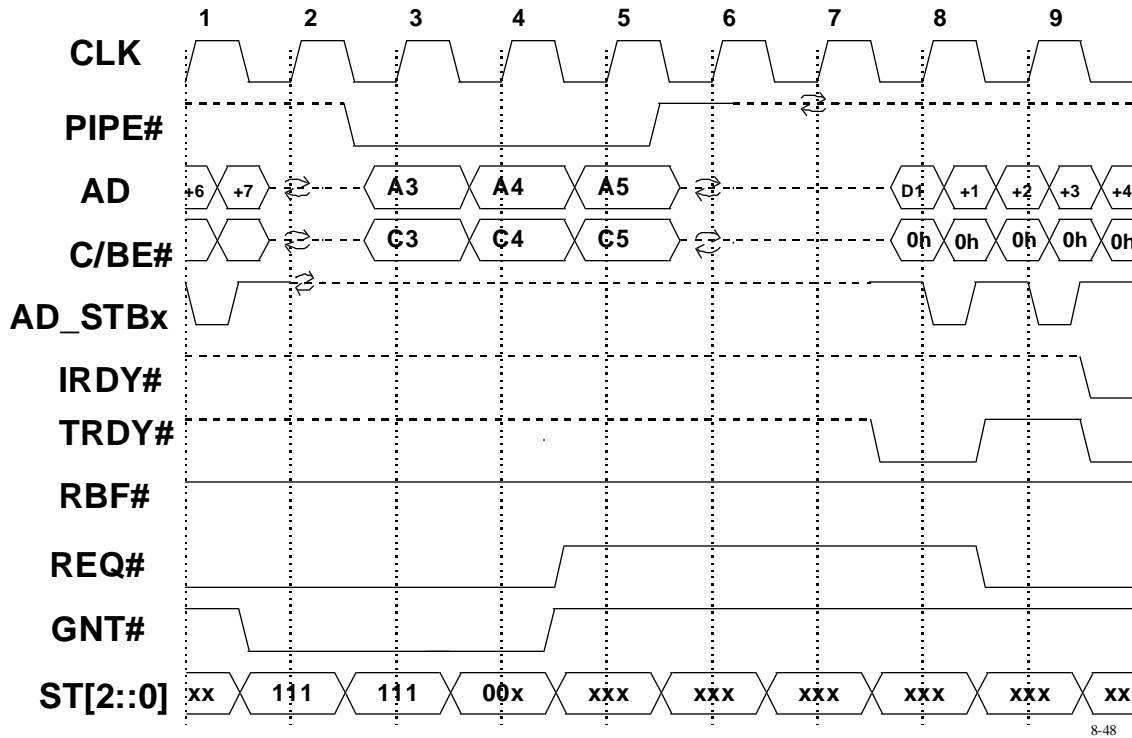 1 2 3 4 5 6 7 8 9
CLK
PIPE#
AD +6 +7 A3 A4 A5 D1 +1 +2 +3 +4
C/BE# C3 C4 C5 0h 0h 0h 0h 0h
AD_STBx
IRDY#
TRDY#
RBF#
REQ#
GNT#
ST[2::0] xx 111 111 00x xxx xxx xxx xxx xxx xx
8-48